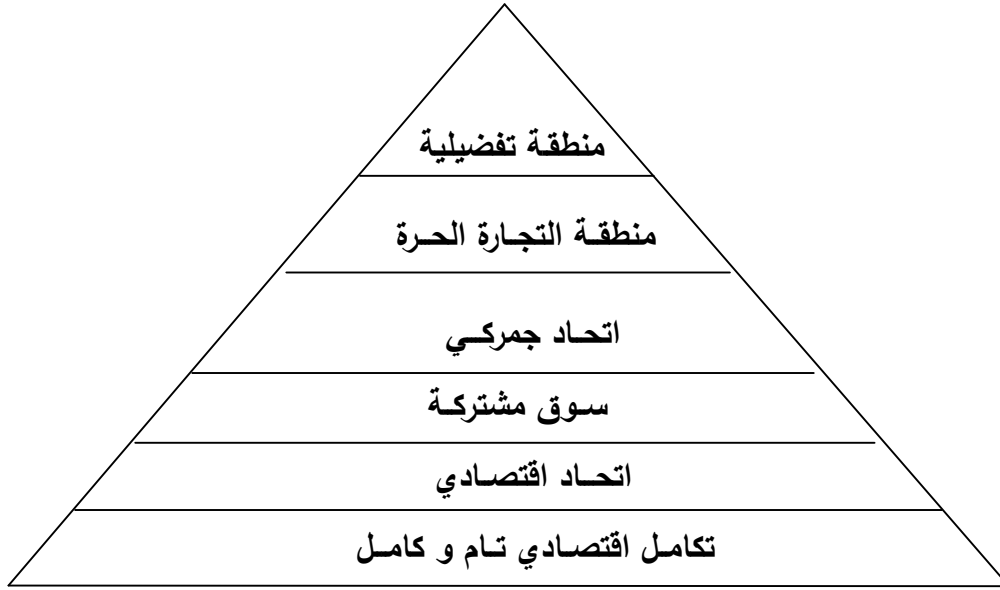 منطقة تفضيلية
منطقة التجارة الحرة
اتحاد جمركي
سوق مشتركة
اتحاد اقتصادي
تكامل اقتصادي تام و كامل